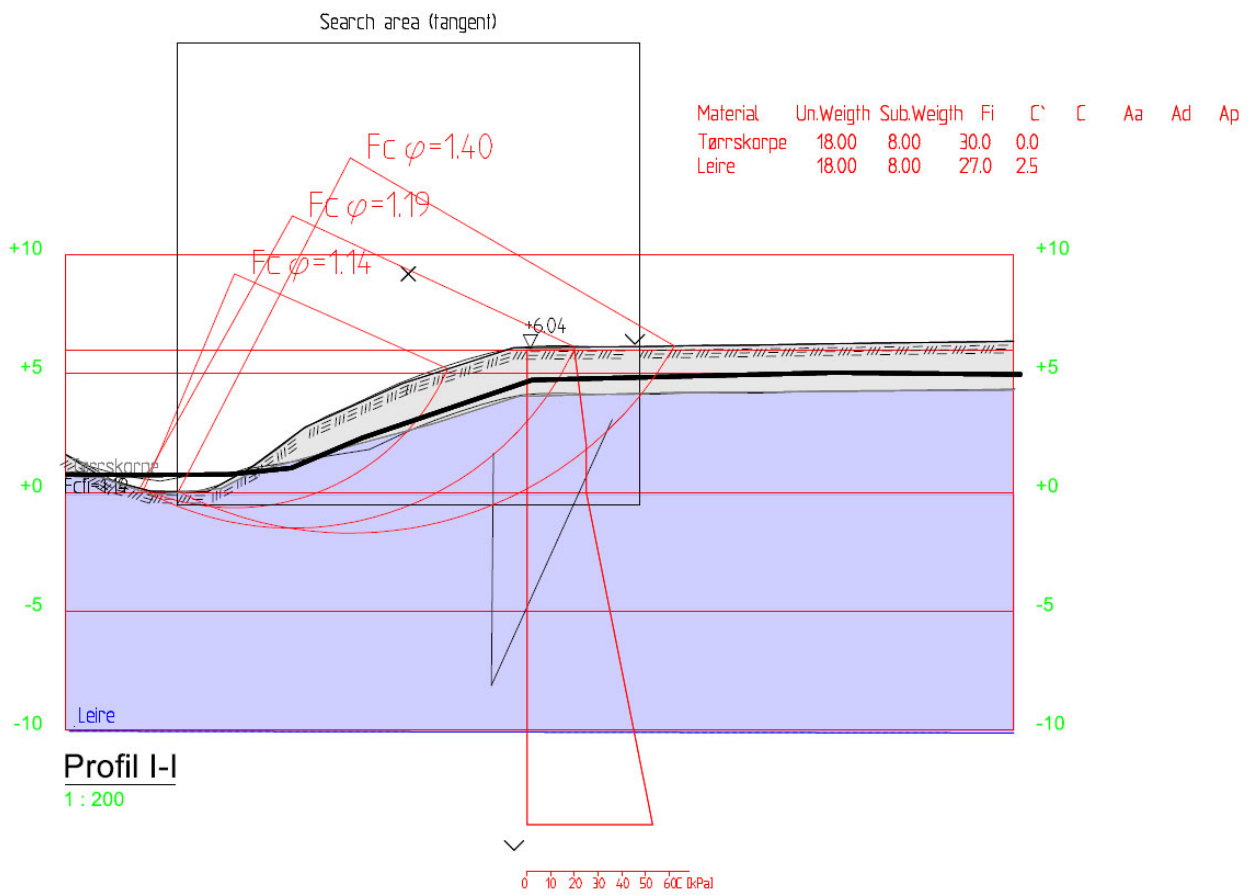 Search area (tangent)
Material Un.Weigth Sub.Weigth Fi C` C Aa Ad Ap
Tørrskorpe 18.00 8.00 30.0 0.0
Leire 18.00 8.00 27.0 2.5
Fc φ=1.40
Fc φ=1.19
Fc φ=1.14
+10 +10
+6.04
+5 +5
Tørrskorpe
+0 +0
-5 -5
Leire
-10 -10
Profil I-I
1 : 200
0 10 20 30 40 50 60 C [kPa]